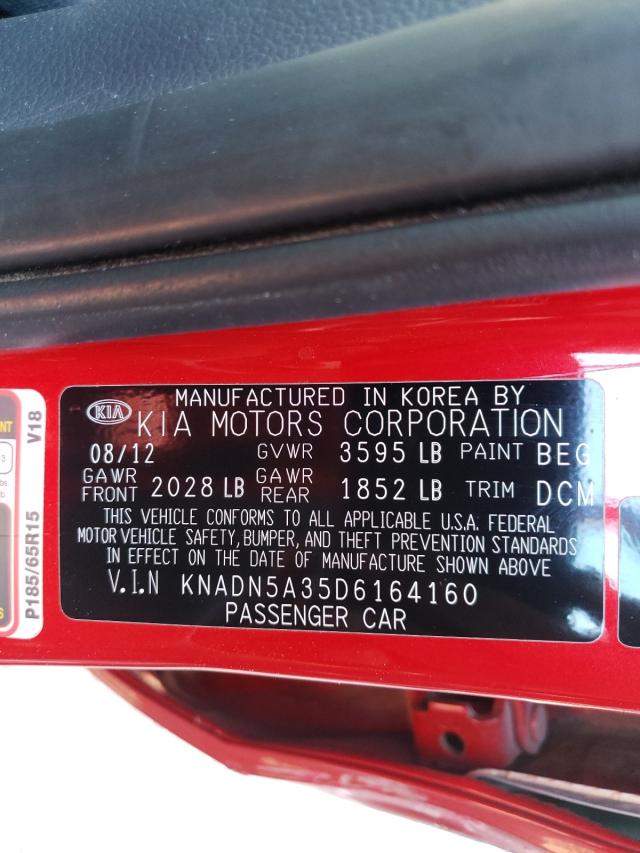 MANUFACTURED IN KOREA BY
KIA KIA MOTORS CORPORATION
08/12 GVWR 3595 LB PAINT BEG
GAWR FRONT 2028 LB GAWR REAR 1852 LB TRIM DCM
THIS VEHICLE CONFORMS TO ALL APPLICABLE U.S.A. FEDERAL
MOTOR VEHICLE SAFETY, BUMPER, AND THEFT PREVENTION STANDARDS
IN EFFECT ON THE DATE OF MANUFACTURE SHOWN ABOVE
V.I.N KNADN5A35D6164160
PASSENGER CAR
P185/65R15 V18